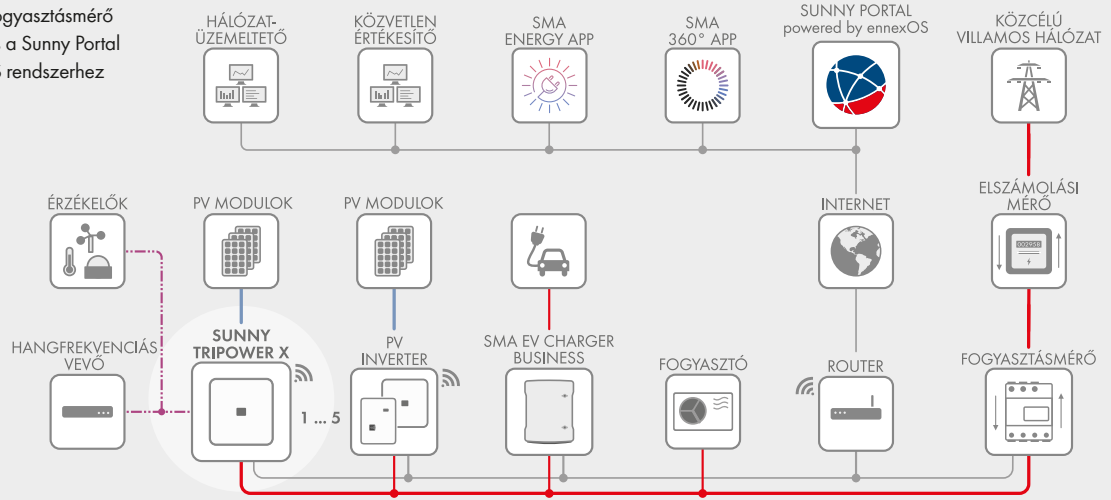 ogyasztásmérő
a Sunny Portal
rendszerhez
HÁLÓZAT-
ÜZEMELTETŐ
KÖZVETLEN
ÉRTÉKESÍTŐ
SMA
ENERGY APP
SMA
360° APP
SUNNY PORTAL
powered by ennexOS
KÖZCÉLÚ
VILLAMOS HÁLÓZAT
ÉRZÉKELŐK
PV MODULOK
PV MODULOK
INTERNET
ELSZÁMOLÁSI
MÉRŐ
HANGFREKVENCIÁS
VEVŐ
SUNNY
TRIPOWER X
1 ... 5
PV
INVERTER
SMA EV CHARGER
BUSINESS
FOGYASZTÓ
ROUTER
FOGYASZTÁSMÉRŐ